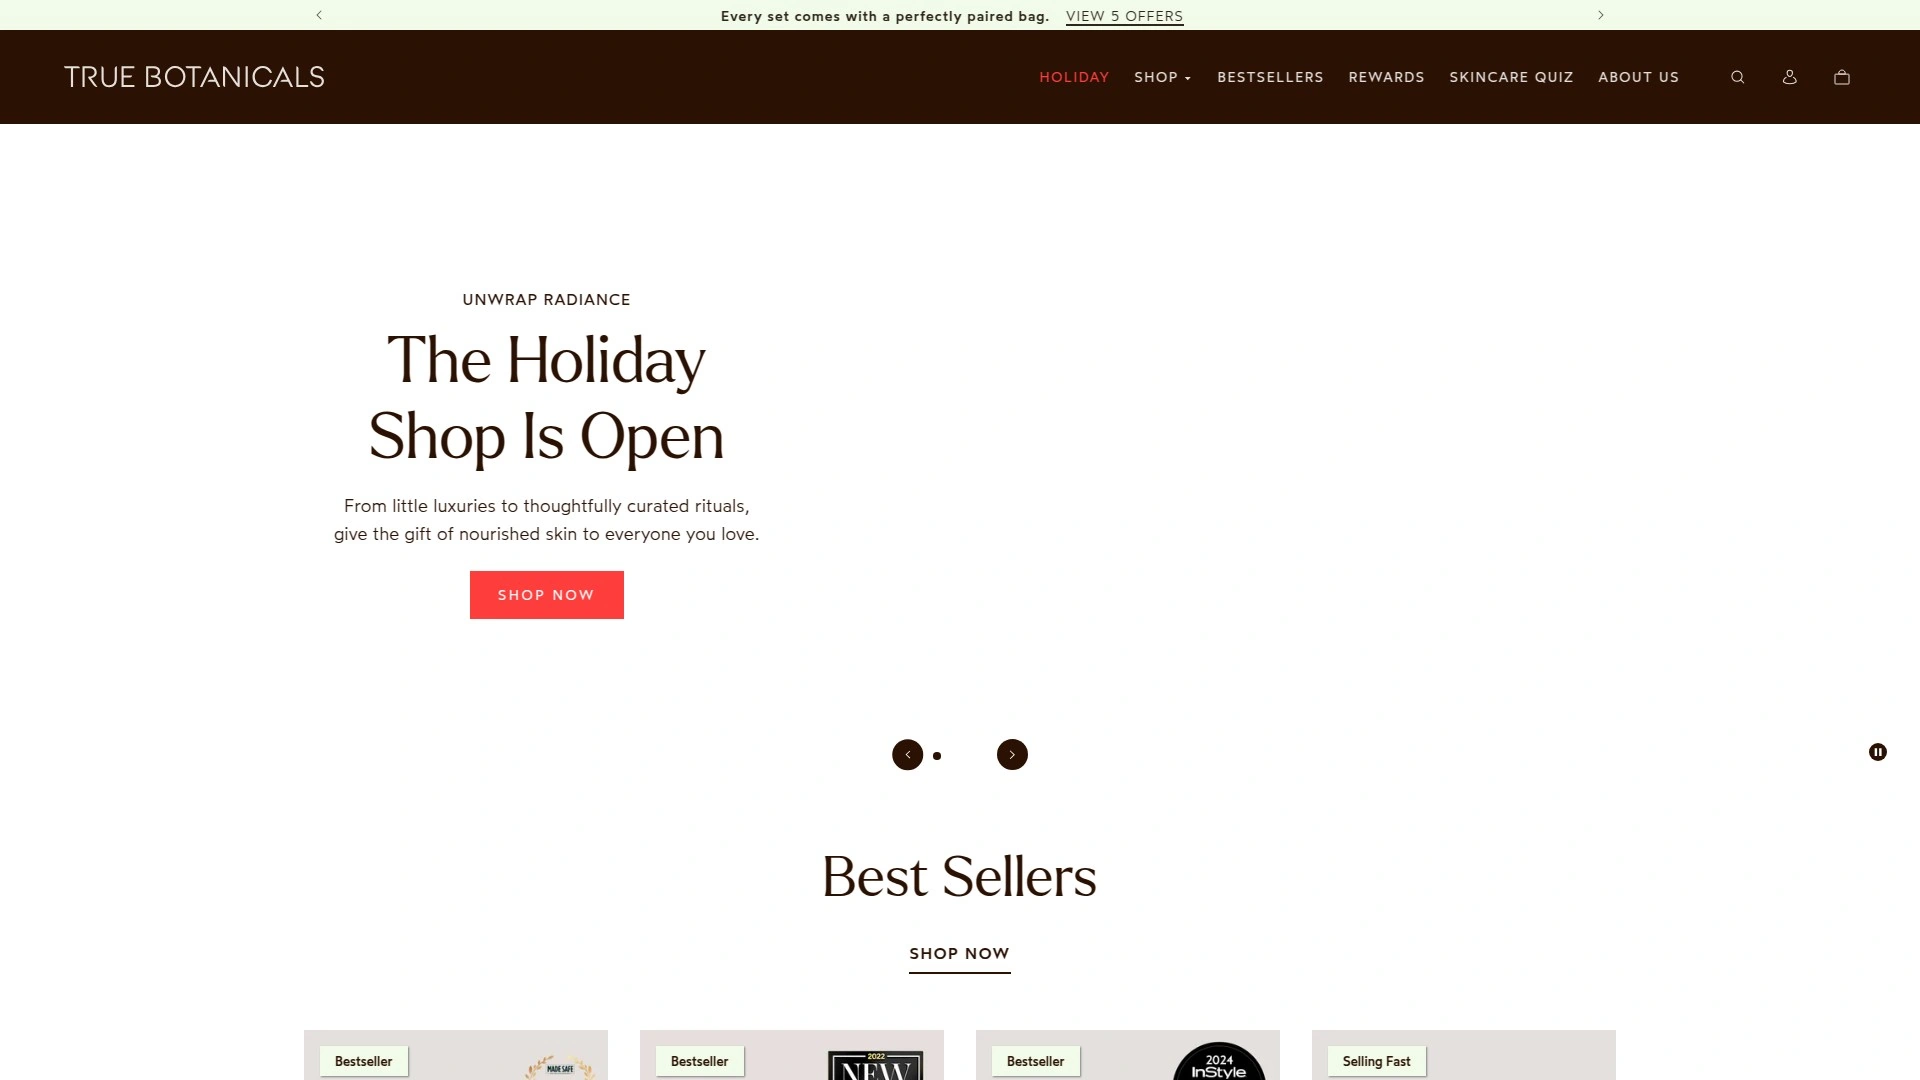 Every set comes with a perfectly paired bag. VIEW 5 OFFERS
TRUE BOTANICALS
HOLIDAY SHOP BESTSELLERS REWARDS SKINCARE QUIZ ABOUT US
UNWRAP RADIANCE
The Holiday
Shop Is Open
From little luxuries to thoughtfully curated rituals,
give the gift of nourished skin to everyone you love.
SHOP NOW
Best Sellers
SHOP NOW
Bestseller
MADE SAFE
Bestseller
2022
NEW
Bestseller
2024
InStyle
Selling Fast